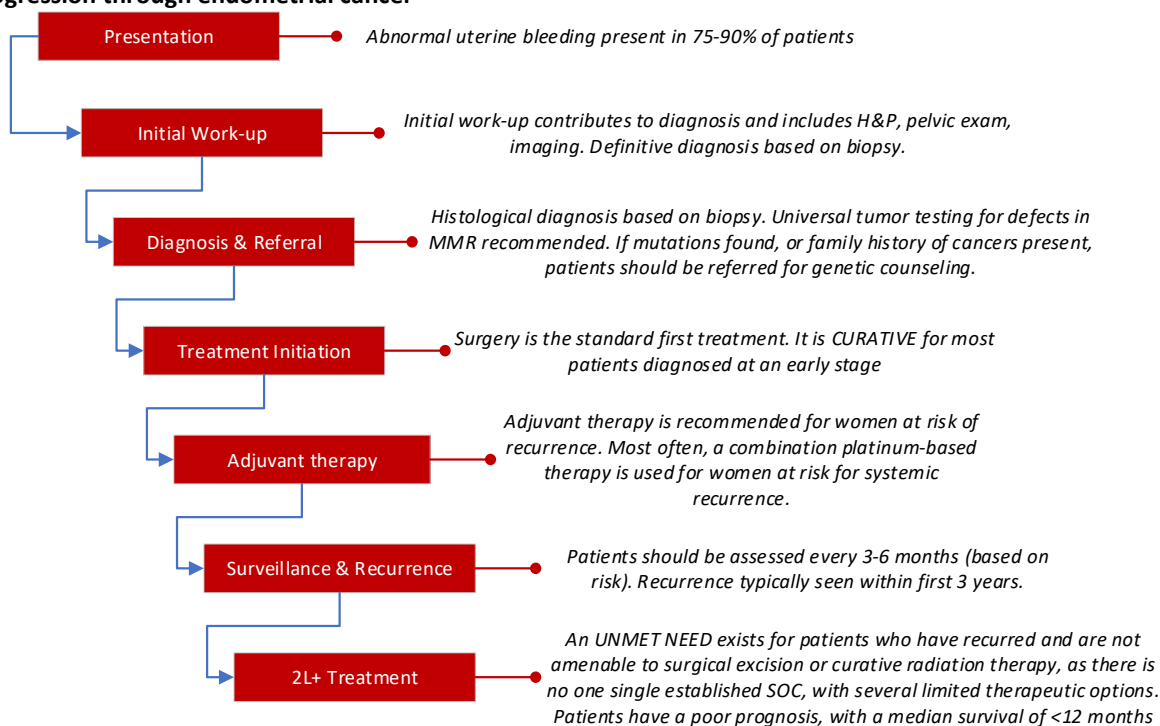 gression through endometrial cancer
Presentation
Abnormal uterine bleeding present in 75-90% of patients
Initial Work-up
Initial work-up contributes to diagnosis and includes H&P, pelvic exam,
imaging. Definitive diagnosis based on biopsy.
Diagnosis & Referral
Histological diagnosis based on biopsy. Universal tumor testing for defects in
MMR recommended. If mutations found, or family history of cancers present,
patients should be referred for genetic counseling.
Treatment Initiation
Surgery is the standard first treatment. It is CURATIVE for most
patients diagnosed at an early stage
Adjuvant therapy
Adjuvant therapy is recommended for women at risk of
recurrence. Most often, a combination platinum-based
therapy is used for women at risk for systemic
recurrence.
Surveillance & Recurrence
Patients should be assessed every 3-6 months (based on
risk). Recurrence typically seen within first 3 years.
2L+ Treatment
An UNMET NEED exists for patients who have recurred and are not
amenable to surgical excision or curative radiation therapy, as there is
no one single established SOC, with several limited therapeutic options.
Patients have a poor prognosis, with a median survival of <12 months